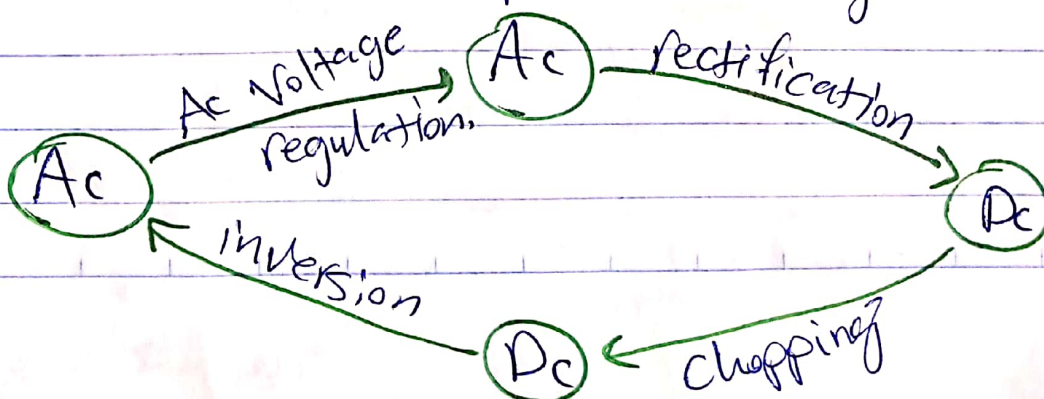 Ac Voltage
regulation.
Ac
rectification
Ac
Dc
inversion
Dc
chopping